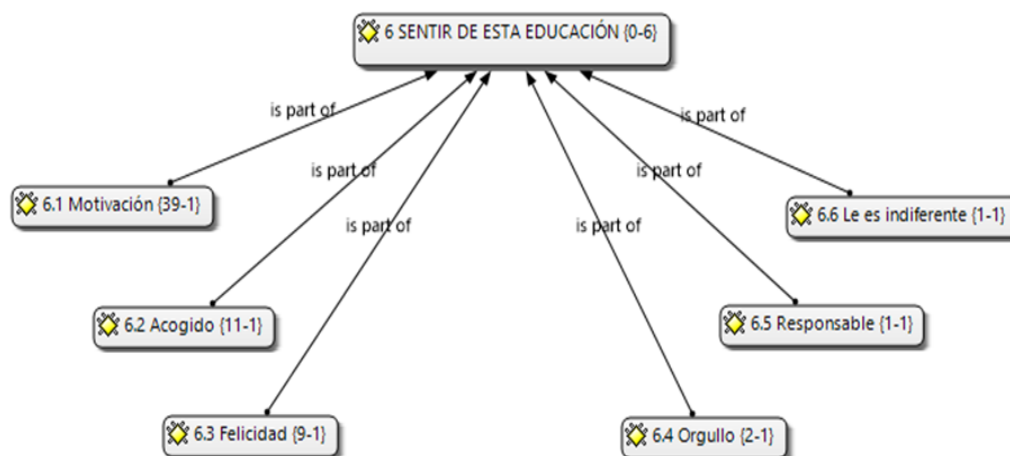 6 SENTIR DE ESTA EDUCACIÓN {0-6}
is part of
is part of
is part of
is part of
is part of
is part of
6.1 Motivación {39-1}
6.6 Le es indiferente {1-1}
6.2 Acogido {11-1}
6.5 Responsable {1-1}
6.3 Felicidad {9-1}
6.4 Orgullo {2-1}